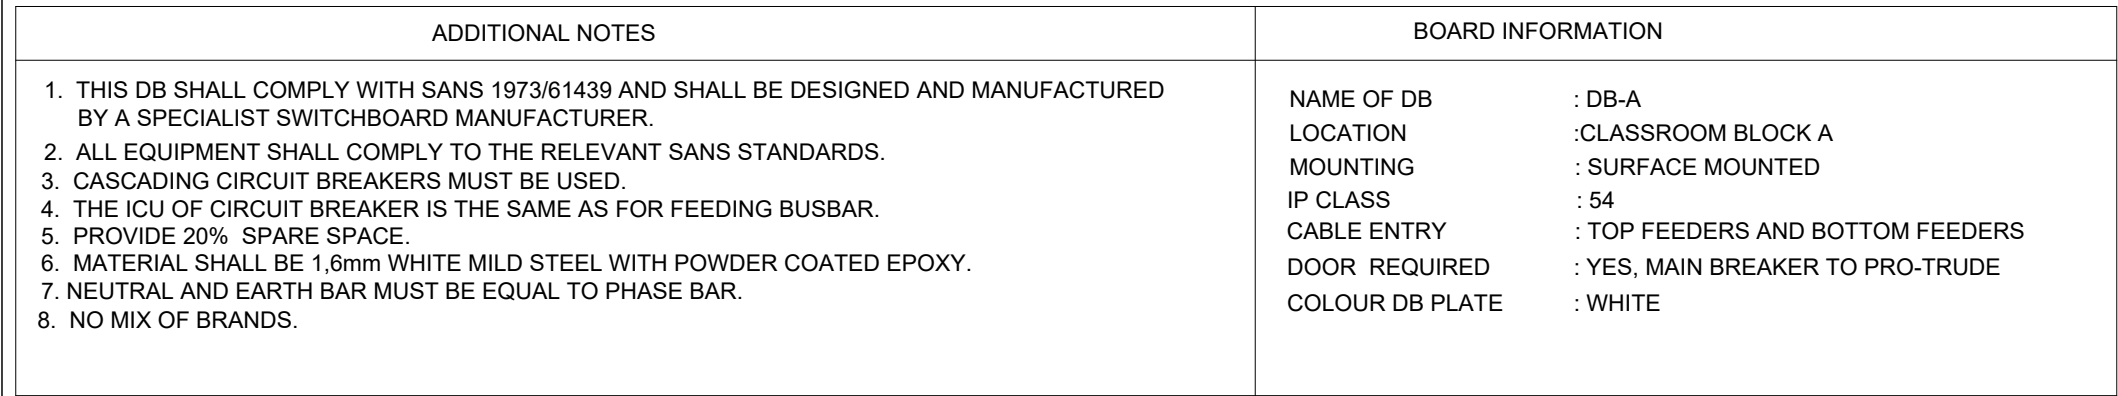 ADDITIONAL NOTES
1. THIS DB SHALL COMPLY WITH SANS 1973/61439 AND SHALL BE DESIGNED AND MANUFACTURED
BY A SPECIALIST SWITCHBOARD MANUFACTURER.
2. ALL EQUIPMENT SHALL COMPLY TO THE RELEVANT SANS STANDARDS.
3. CASCADING CIRCUIT BREAKERS MUST BE USED.
4. THE ICU OF CIRCUIT BREAKER IS THE SAME AS FOR FEEDING BUSBAR.
5. PROVIDE 20% SPARE SPACE.
6. MATERIAL SHALL BE 1,6mm WHITE MILD STEEL WITH POWDER COATED EPOXY.
7. NEUTRAL AND EARTH BAR MUST BE EQUAL TO PHASE BAR.
8. NO MIX OF BRANDS.
BOARD INFORMATION
NAME OF DB : DB-A
LOCATION :CLASSROOM BLOCK A
MOUNTING : SURFACE MOUNTED
IP CLASS : 54
CABLE ENTRY : TOP FEEDERS AND BOTTOM FEEDERS
DOOR REQUIRED : YES, MAIN BREAKER TO PRO-TRUDE
COLOUR DB PLATE : WHITE